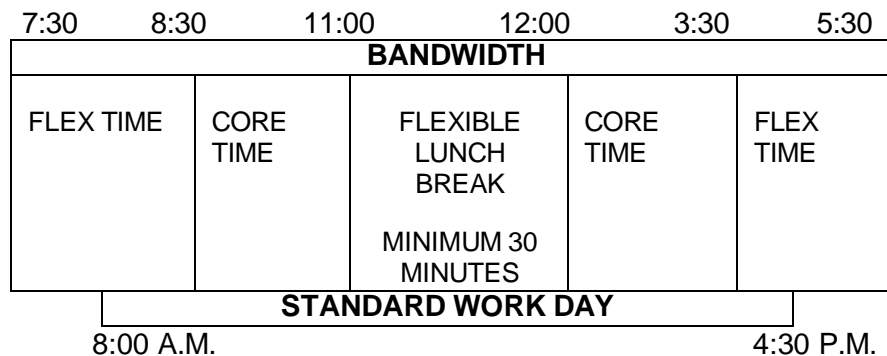 7:30 8:30 11:00 12:00 3:30 5:30
BANDWIDTH
FLEX TIME CORE FLEXIBLE CORE FLEX
TIME LUNCH TIME TIME
BREAK
MINIMUM 30
MINUTES
STANDARD WORK DAY
8:00 A.M. 4:30 P.M.